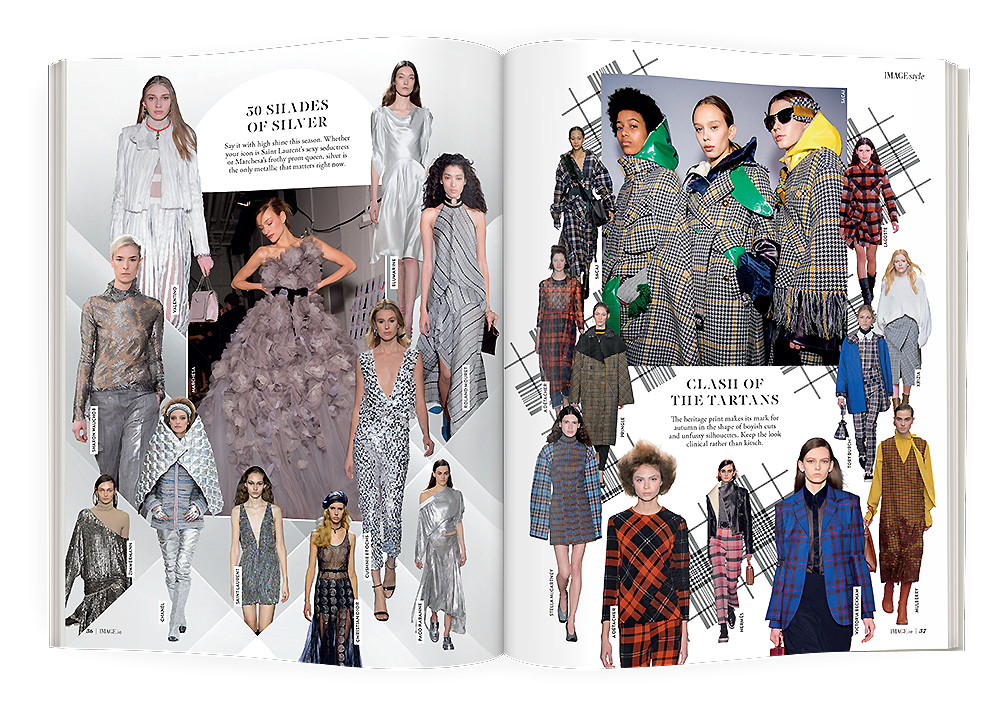 50 SHADES
OF SILVER
Say it with high shine this season. Whether
your icon is Saint Laurent's sexy seductress
or Marchesa's frothy prom queen, silver is
the only metallic that matters right now.
VALENTINO
BLUMARINE
MARCHESA
ROLAND MOURET
SHARON WAUCHOB
CUSHNIE ET OCHS
ZIMMERMANN
CHANEL
SAINT LAURENT
CHRISTIAN DIOR
PACO RABANNE
36 | IMAGE.ie
IMAGE.style
SACAI
SACAI
LACOSTE
PRINGLE
KRIZIA
TORY BURCH
CLASH OF
THE TARTANS
The heritage print makes its mark for
autumn in the shape of boyish cuts
and unfussy silhouettes. Keep the look
clinical rather than kitsch.
STELLA McCARTNEY
ADEAM
HERMÈS
VICTORIA BECKHAM
MULBERRY
IMAGE.ie | 37